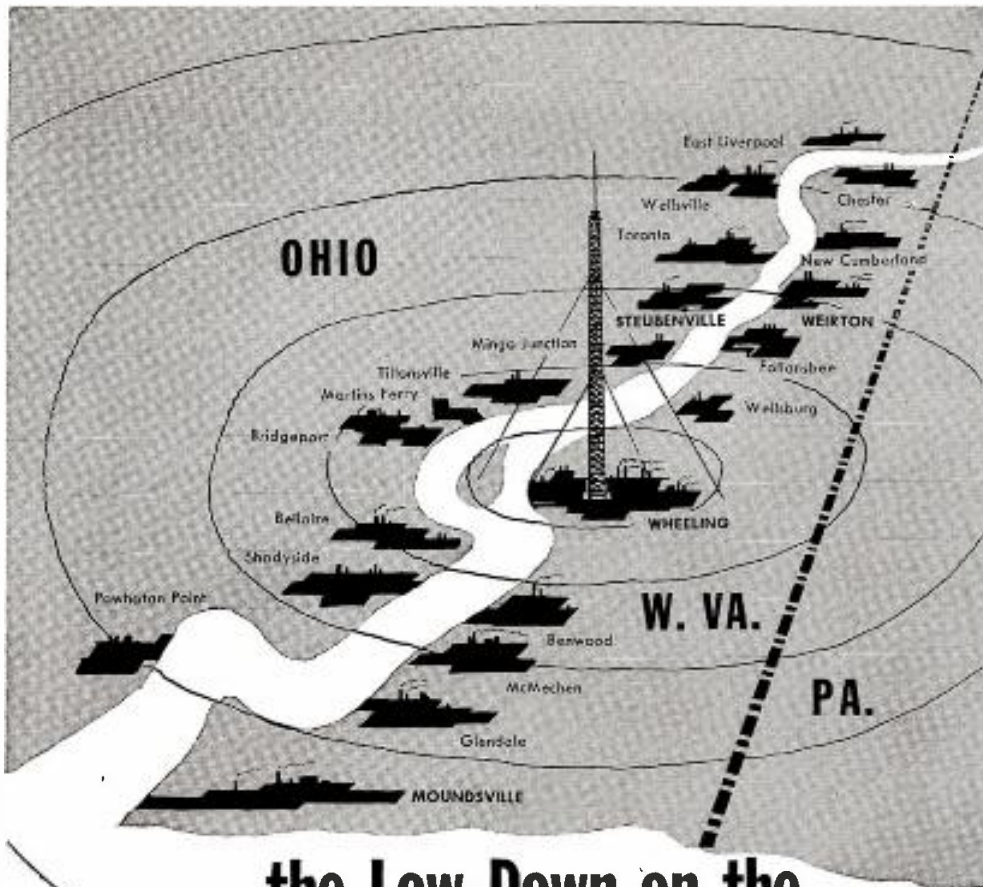 East Liverpool
Wellsville
Chester
Toronto
OHIO
New Cumberland
STEUBENVILLE
WEIRTON
Mingo Junction
Follansbee
Tiltonsville
Martins Ferry
Wellsburg
Bridgeport
Bellaire
WHEELING
Shadyside
Powhatan Point
W. VA.
Benwood
McMechen
PA.
Glendale
MOUNDSVILLE
the Low Down on the